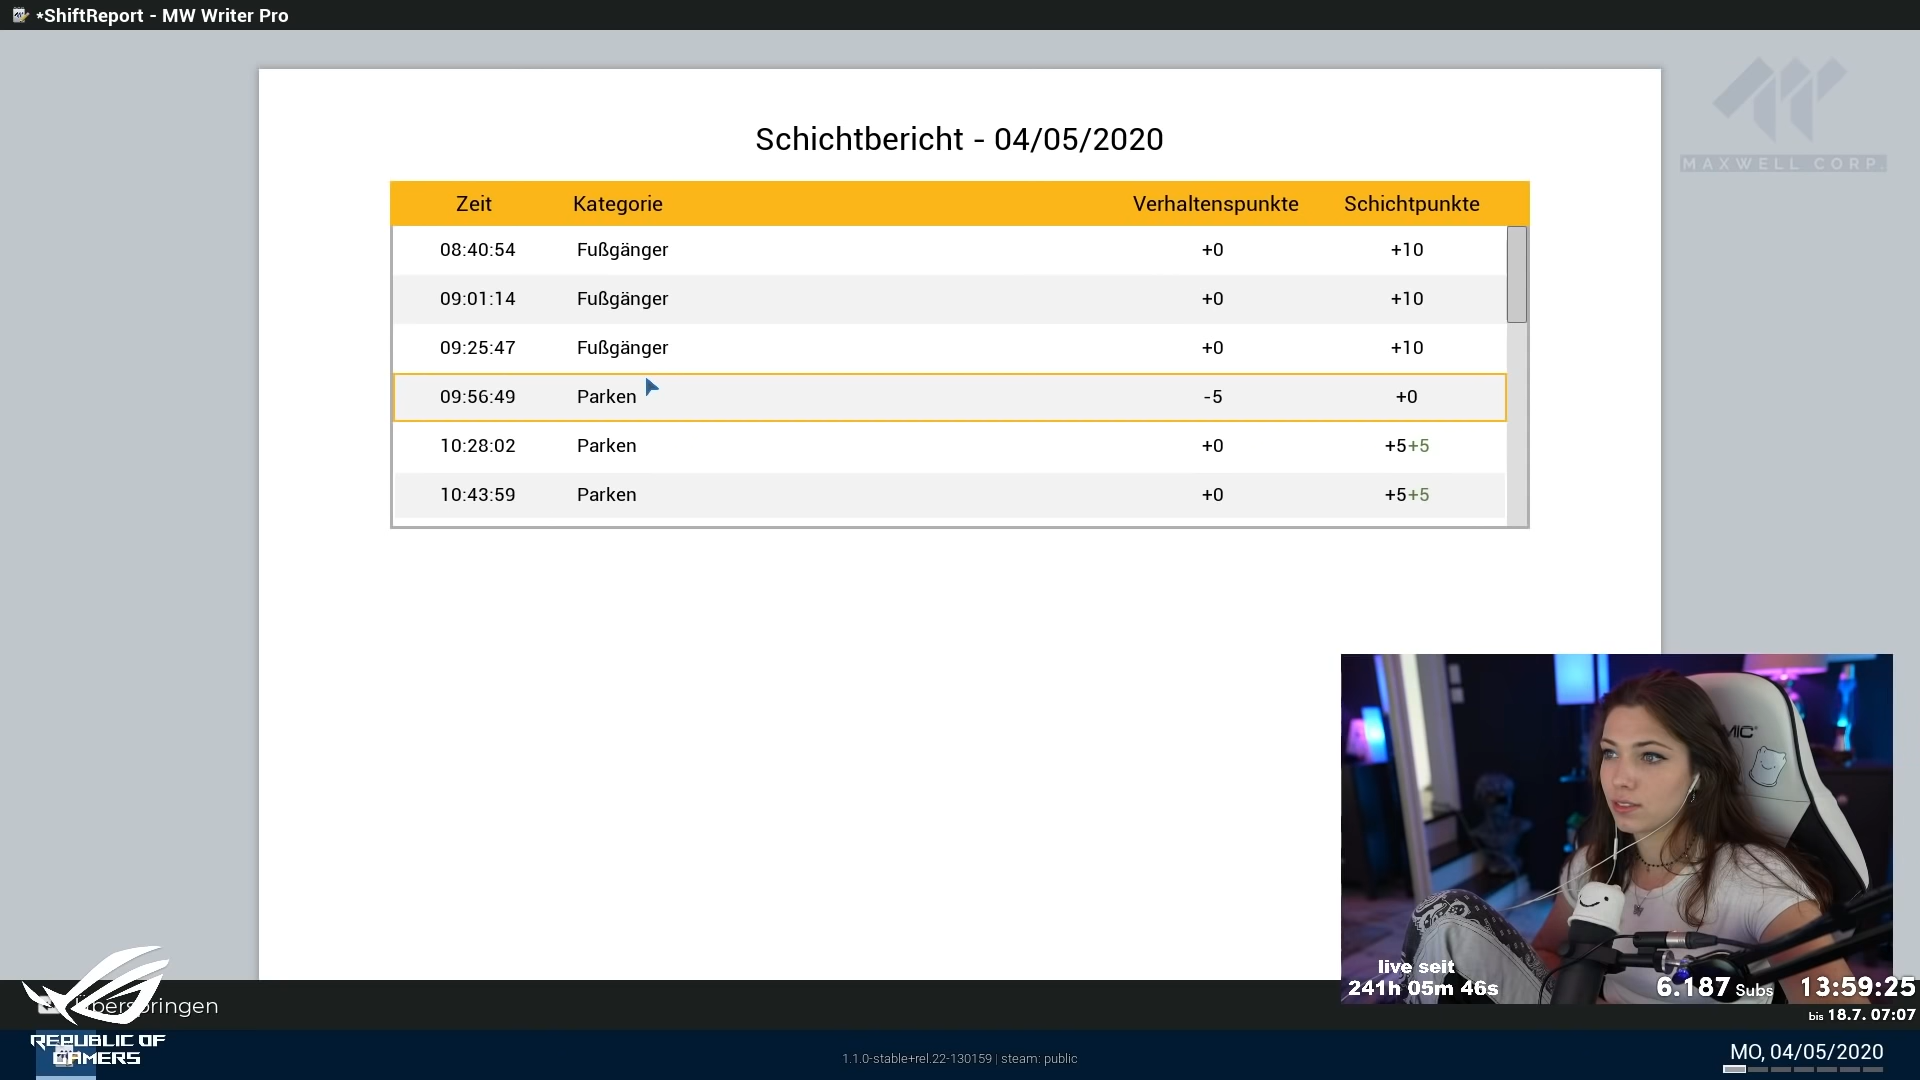 *ShiftReport - MW Writer Pro
MAXWELL CORP.
Schichtbericht - 04/05/2020
Zeit Kategorie Verhaltenspunkte Schichtpunkte
08:40:54 Fußgänger +0 +10
09:01:14 Fußgänger +0 +10
09:25:47 Fußgänger +0 +10
09:56:49 Parken -5 +0
10:28:02 Parken +0 +5+5
10:43:59 Parken +0 +5+5
MIC
live seit
241h 05m 46s
6.187 Subs 13:59:25
bis 18.7. 07:07
Überspringen
REPUBLIC OF
GAMERS
1.1.0-stable+rel.22-130159 | steam: public
MO, 04/05/2020